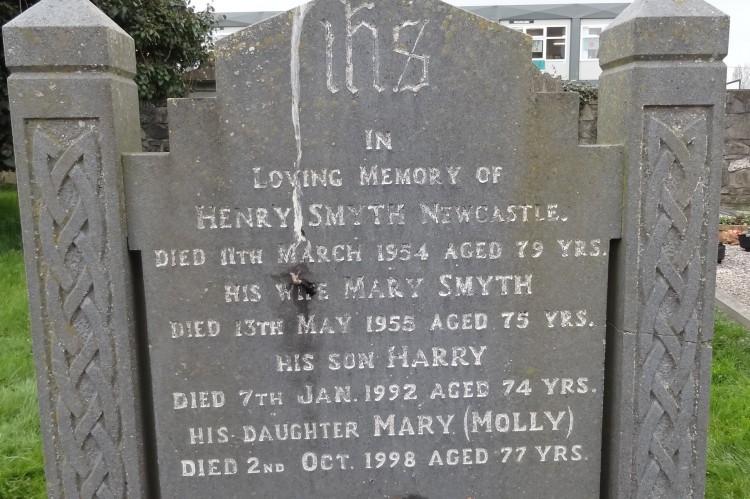 IHS
IN
LOVING MEMORY OF
HENRY SMYTH NEWCASTLE.
DIED 11TH MARCH 1954 AGED 79 YRS.
HIS WIFE MARY SMYTH
DIED 13TH MAY 1955 AGED 75 YRS.
HIS SON HARRY
DIED 7TH JAN. 1992 AGED 74 YRS.
HIS DAUGHTER MARY (MOLLY)
DIED 2ND OCT. 1998 AGED 77 YRS.